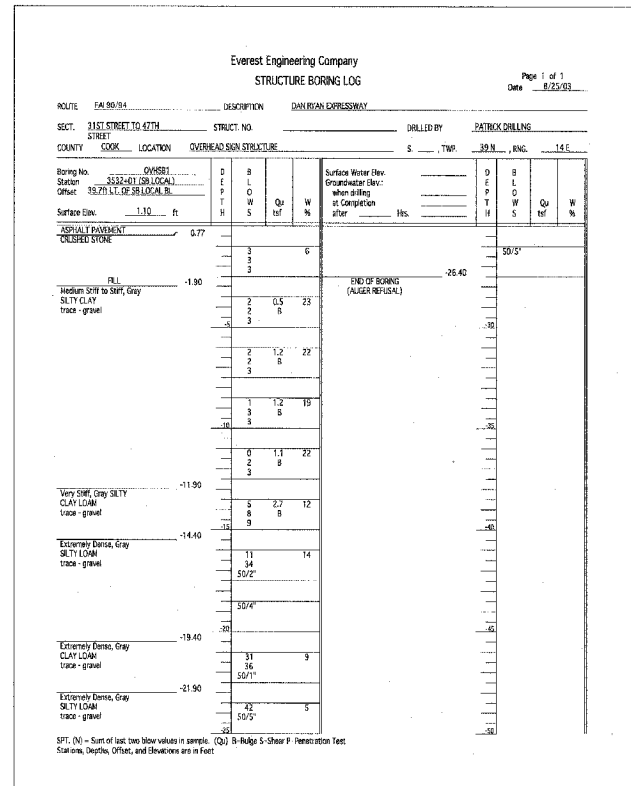 Everest Engineering Company
STRUCTURE BORING LOG
Page 1 of 1
Date 8/25/03
ROUTE FAI 90/94 DESCRIPTION DAN RYAN EXPRESSWAY
SECT. 31ST STREET TO 47TH STREET STRUCT. NO. DRILLED BY PATRICK DRILLING
COUNTY COOK LOCATION OVERHEAD SIGN STRUCTURE S. , TWP. 39 N , RNG. 14 E
Boring No. OVHSB1
Station 3532+01 (SB LOCAL)
Offset 39.7ft LT. OF SB LOCAL BL
Surface Elev. 1.10 ft
DEPTH BLOWS Qu tsf W %
Surface Water Elev.
Groundwater Elev.:
when drilling
at Completion
after Hrs.
DEPTH BLOWS Qu tsf W %
ASPHALT PAVEMENT 0.77
CRUSHED STONE
3 6
3
3
FILL -1.90
Medium Stiff to Stiff, Gray
SILTY CLAY
trace - gravel
2 0.5 23
2 B
3
-5
2 1.2 22
2 B
3
1 1.2 19
3 B
3
-10
0 1.1 22
2 B
3
-11.90
Very Stiff, Gray SILTY
CLAY LOAM
trace - gravel
5 2.7 12
8 B
9
-15
-14.40
Extremely Dense, Gray
SILTY LOAM
trace - gravel
11 14
34
50/2"
50/4"
-20
-19.40
Extremely Dense, Gray
CLAY LOAM
trace - gravel
31 9
36
50/1"
-21.90
Extremely Dense, Gray
SILTY LOAM
trace - gravel
42 5
50/5"
-25
50/5"
-26.40
END OF BORING
(AUGER REFUSAL)
-30
-35
-40
-45
-50
SPT. (N) – Sum of last two blow values in sample. (Qu) B-Bulge S-Shear P-Penetration Test
Stations, Depths, Offset, and Elevations are in Feet